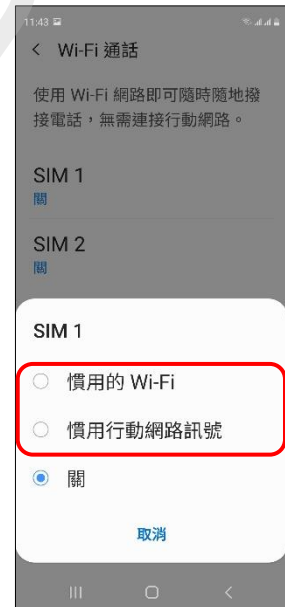 11:43
Wi-Fi 通話
使用 Wi-Fi 網路即可隨時隨地撥
接電話，無需連接行動網路。
SIM 1
關
SIM 2
關
SIM 1
慣用的 Wi-Fi
慣用行動網路訊號
關
取消